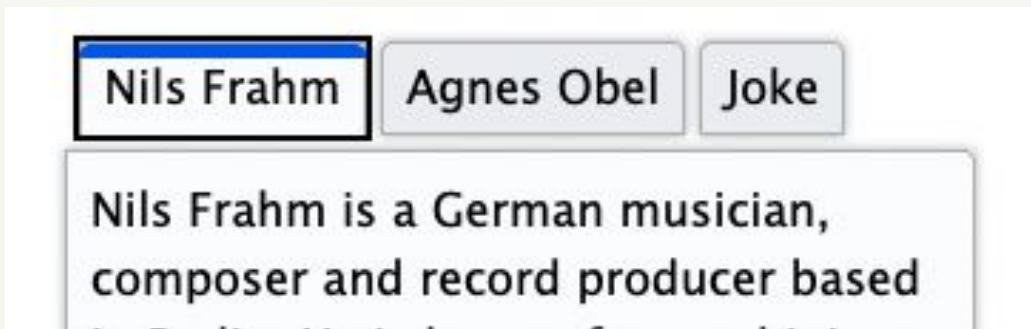 Nils Frahm Agnes Obel Joke
Nils Frahm is a German musician,
composer and record producer based